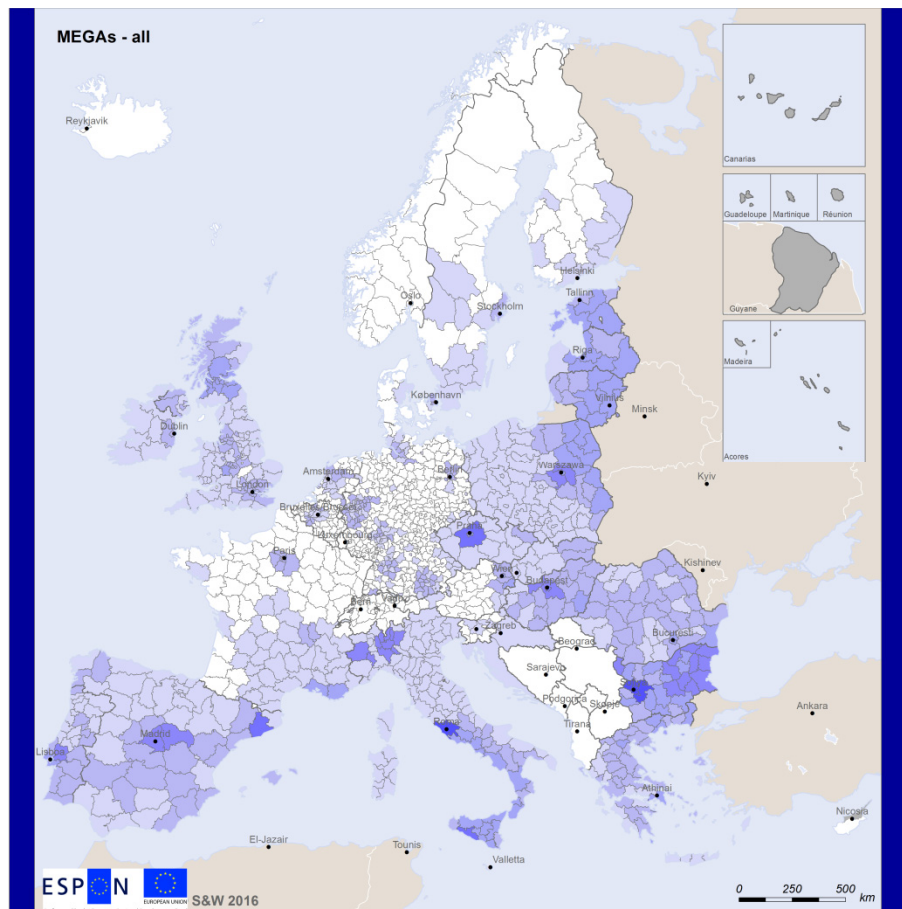 MEGAs - all
Reykjavik
Canarias
Guadeloupe
Martinique
Réunion
Guyane
Madeira
Acores
Helsinki
Oslo
Tallinn
Stockholm
Riga
København
Vilnius
Minsk
Dublin
Amsterdam
Berlin
Warszawa
London
Kyiv
Praha
Paris
Kishinev
Wien
Budapest
Bern
Vaduz
Zagreb
Beograd
Bucuresti
Sarajevo
Podgorica
Skopje
Tirana
Ankara
Roma
Madrid
Lisboa
Athinai
Nicosia
El-Jazair
Tounis
Valletta
ESPON
EUROPEAN UNION
S&W 2016
0 250 500
km